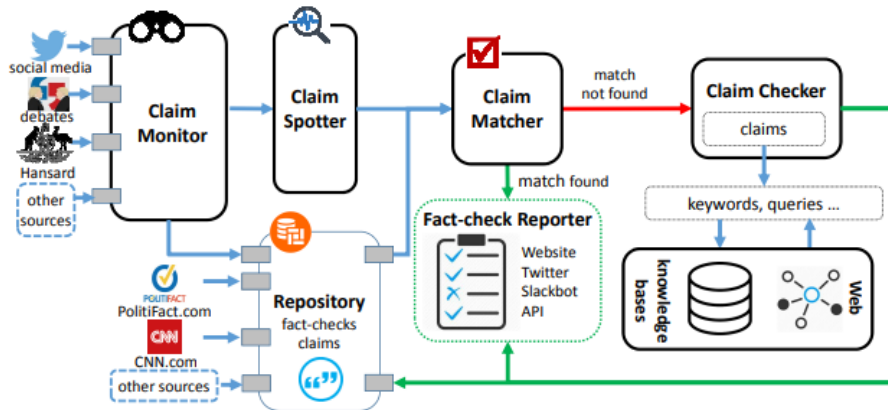 social media
debates
Hansard
other
sources
Claim
Monitor
Claim
Spotter
Claim
Matcher
match
not found
Claim Checker
claims
match found
keywords, queries ...
knowledge
bases
Web
Fact-check Reporter
Website
Twitter
Slackbot
API
POLITIFACT
PolitiFact.com
CNN
CNN.com
other sources
Repository
fact-checks
claims